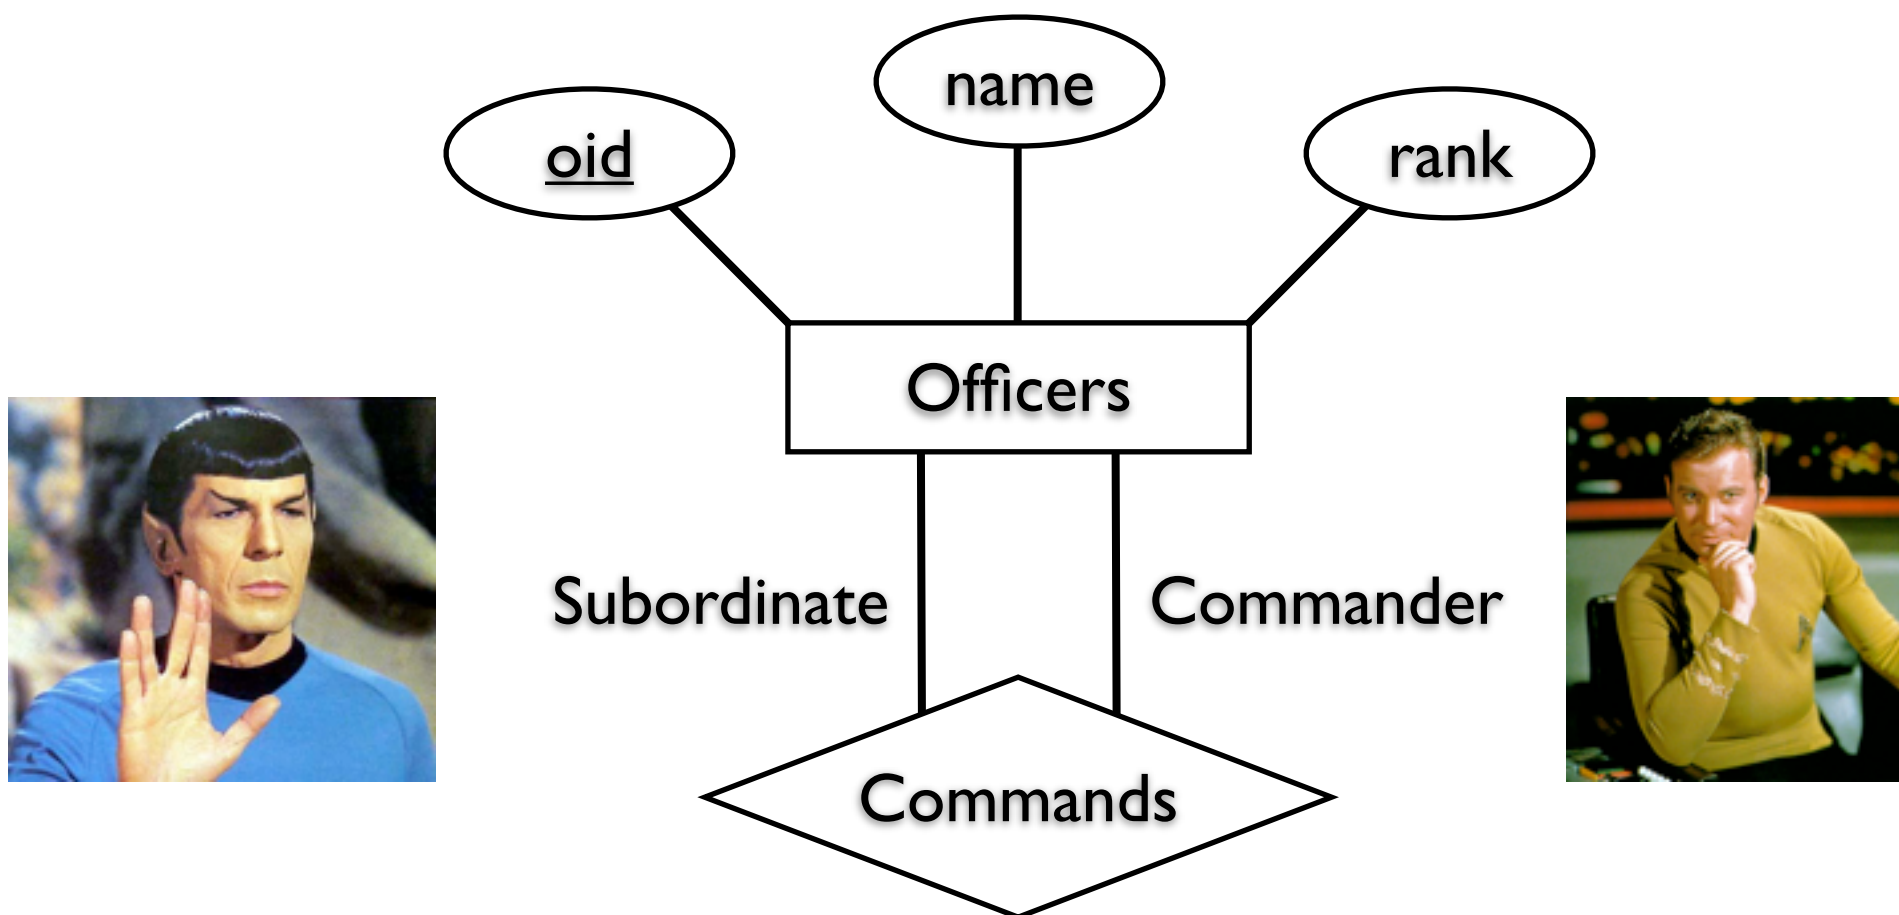 name
oid
rank
Officers
Subordinate
Commander
Commands